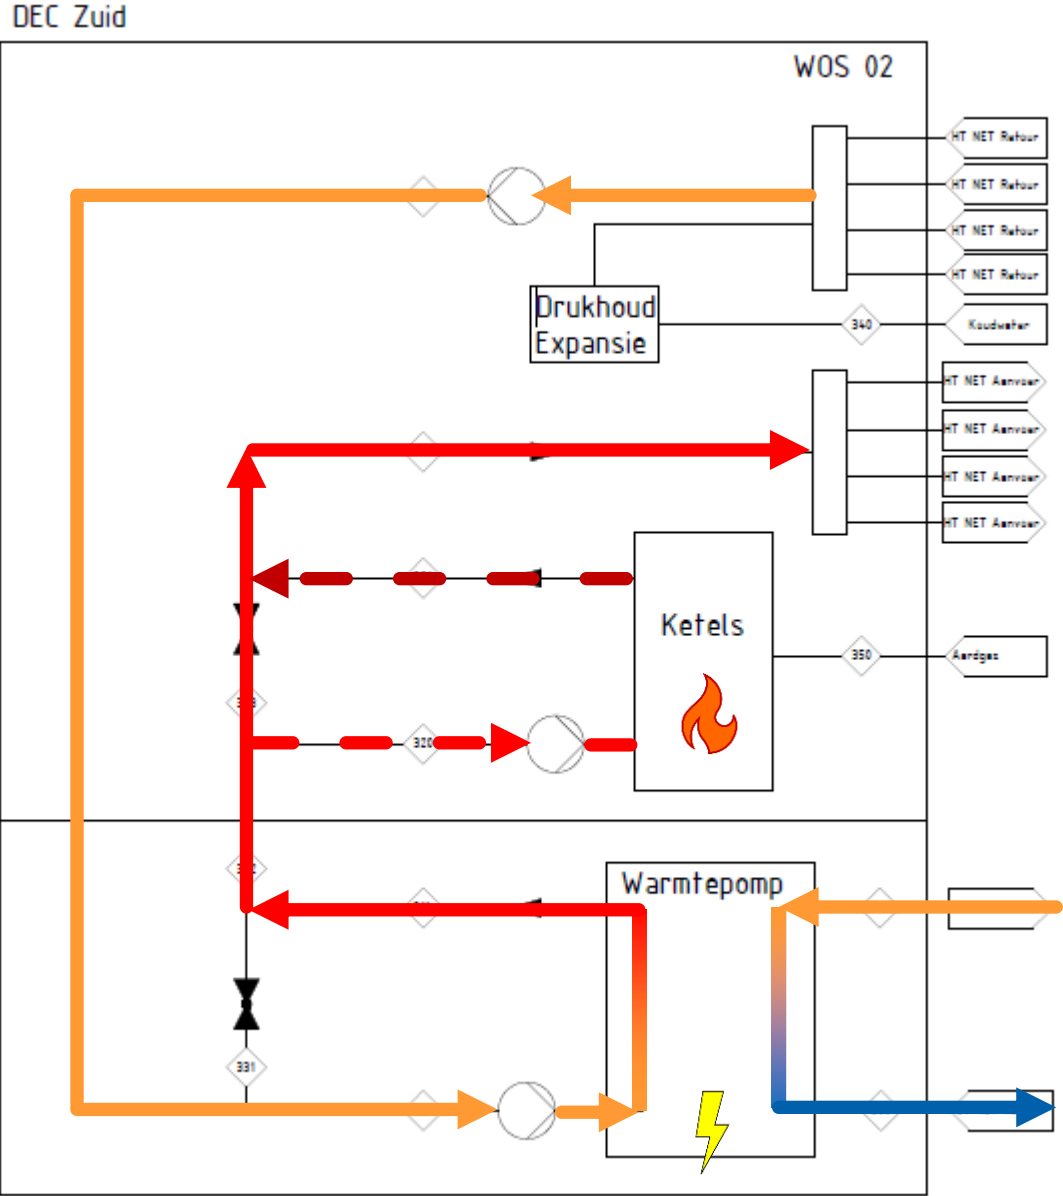 DEC Zuid
WOS 02
HT NET Retour
HT NET Retour
HT NET Retour
HT NET Retour
Drukhoud
Expansie
340
Koudwater
HT NET Aanvoer
HT NET Aanvoer
HT NET Aanvoer
HT NET Aanvoer
Ketels
350
Aardgas
320
Warmtepomp
331